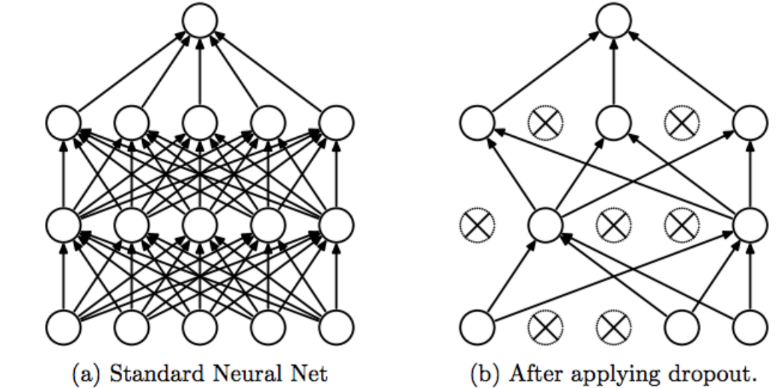 (a) Standard Neural Net
(b) After applying dropout.